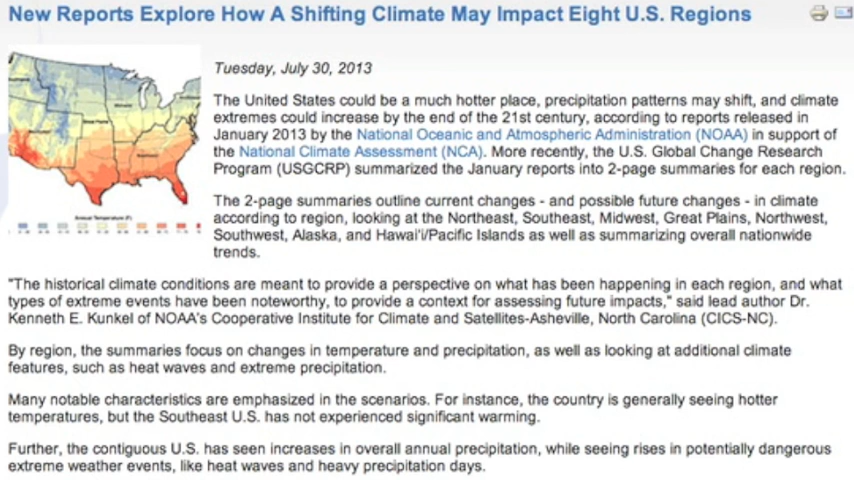 New Reports Explore How A Shifting Climate May Impact Eight U.S. Regions
Tuesday, July 30, 2013
The United States could be a much hotter place, precipitation patterns may shift, and climate
extremes could increase by the end of the 21st century, according to reports released in
January 2013 by the National Oceanic and Atmospheric Administration (NOAA) in support of
the National Climate Assessment (NCA). More recently, the U.S. Global Change Research
Program (USGCRP) summarized the January reports into 2-page summaries for each region.
The 2-page summaries outline current changes - and possible future changes - in climate
according to region, looking at the Northeast, Southeast, Midwest, Great Plains, Northwest,
Southwest, Alaska, and Hawai'i/Pacific Islands as well as summarizing overall nationwide
trends.
Annual Temperature (F)
"The historical climate conditions are meant to provide a perspective on what has been happening in each region, and what
types of extreme events have been noteworthy, to provide a context for assessing future impacts," said lead author Dr.
Kenneth E. Kunkel of NOAA's Cooperative Institute for Climate and Satellites-Asheville, North Carolina (CICS-NC).
By region, the summaries focus on changes in temperature and precipitation, as well as looking at additional climate
features, such as heat waves and extreme precipitation.
Many notable characteristics are emphasized in the scenarios. For instance, the country is generally seeing hotter
temperatures, but the Southeast U.S. has not experienced significant warming.
Further, the contiguous U.S. has seen increases in overall annual precipitation, while seeing rises in potentially dangerous
extreme weather events, like heat waves and heavy precipitation days.